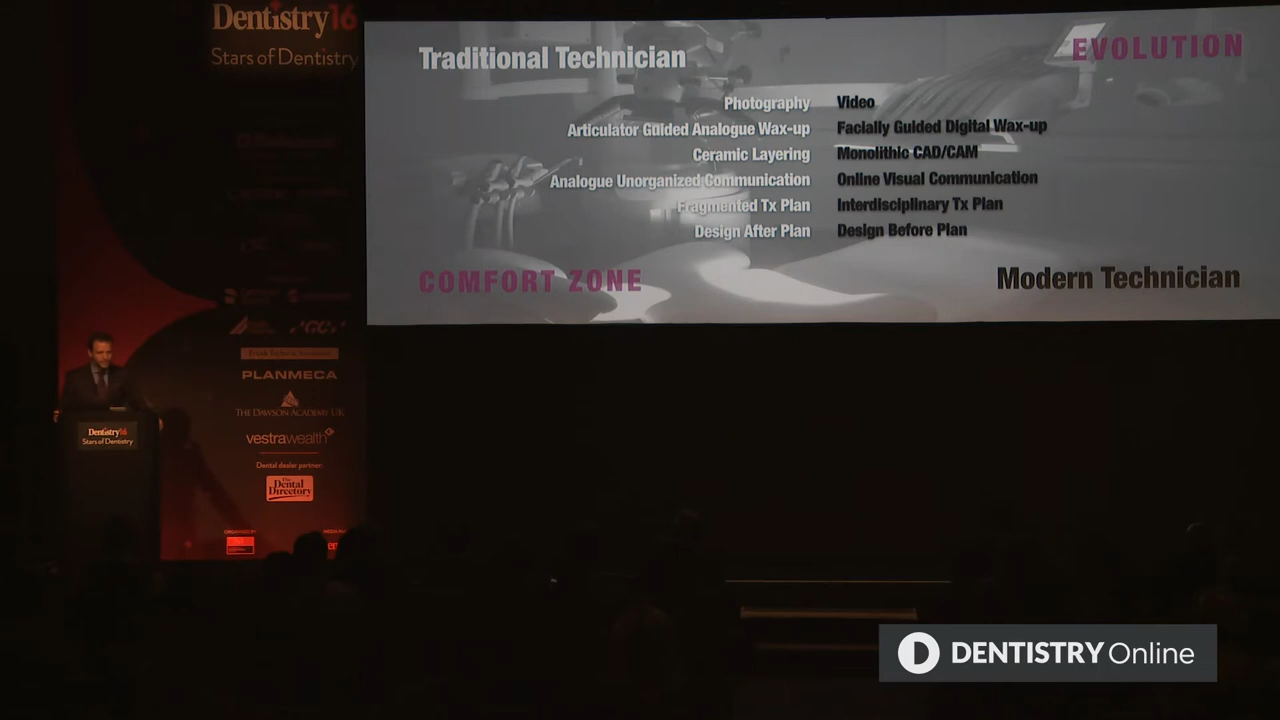 Dentistry16
Stars of Dentistry
Traditional Technician
EVOLUTION
Photography Video
Articulator Guided Analogue Wax-up Facially Guided Digital Wax-up
Ceramic Layering Monolithic CAD/CAM
Analogue Unorganized Communication Online Visual Communication
Fragmented Tx Plan Interdisciplinary Tx Plan
Design After Plan Design Before Plan
COMFORT ZONE
Modern Technician
PLANMECA
THE DAWSON ACADEMY UK
vestrawealth
Dental dealer partner:
The
Dental
Directory
Dentistry16
Stars of Dentistry
DENTISTRY Online